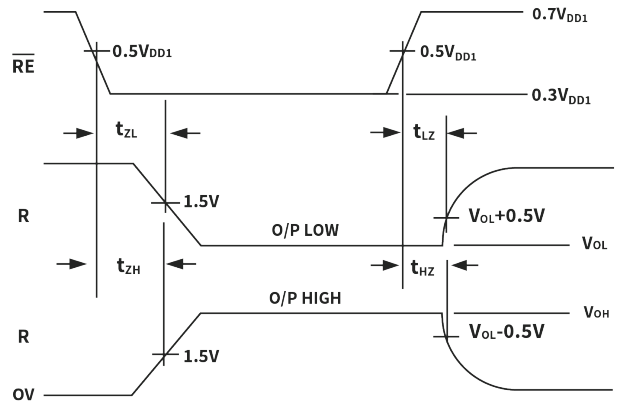 0.7VDD1
0.5VDD1
0.5VDD1
RE
0.3VDD1
tZL
tLZ
1.5V
R
O/P LOW
VOL+0.5V
VOL
tZH
tHZ
O/P HIGH
VOH
R
VOL-0.5V
1.5V
OV